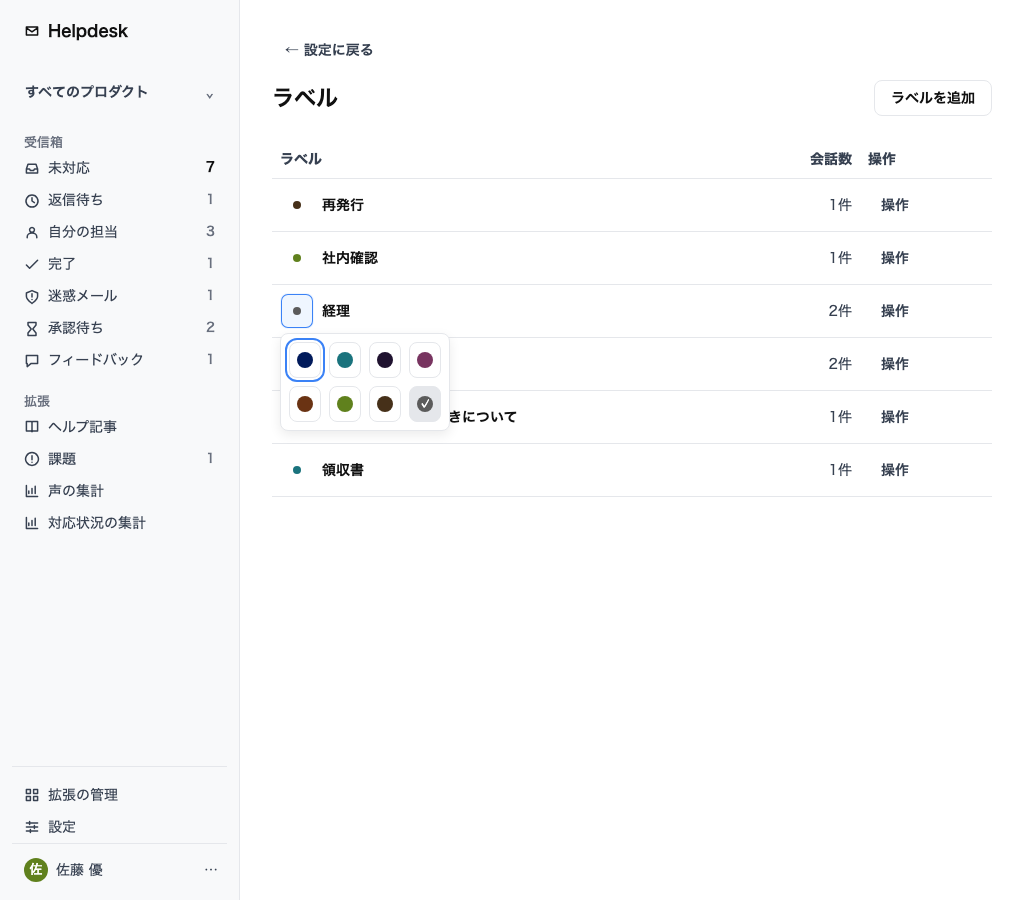 Helpdesk
すべてのプロダクト
受信箱
未対応 7
返信待ち 1
自分の担当 3
完了 1
迷惑メール 1
承認待ち 2
フィードバック 1
拡張
ヘルプ記事
課題 1
声の集計
対応状況の集計
拡張の管理
設定
佐 佐藤 優 …
← 設定に戻る
ラベル
ラベルを追加
ラベル 会話数 操作
再発行 1件 操作
社内確認 1件 操作
経理 2件 操作
2件 操作
きについて 1件 操作
領収書 1件 操作